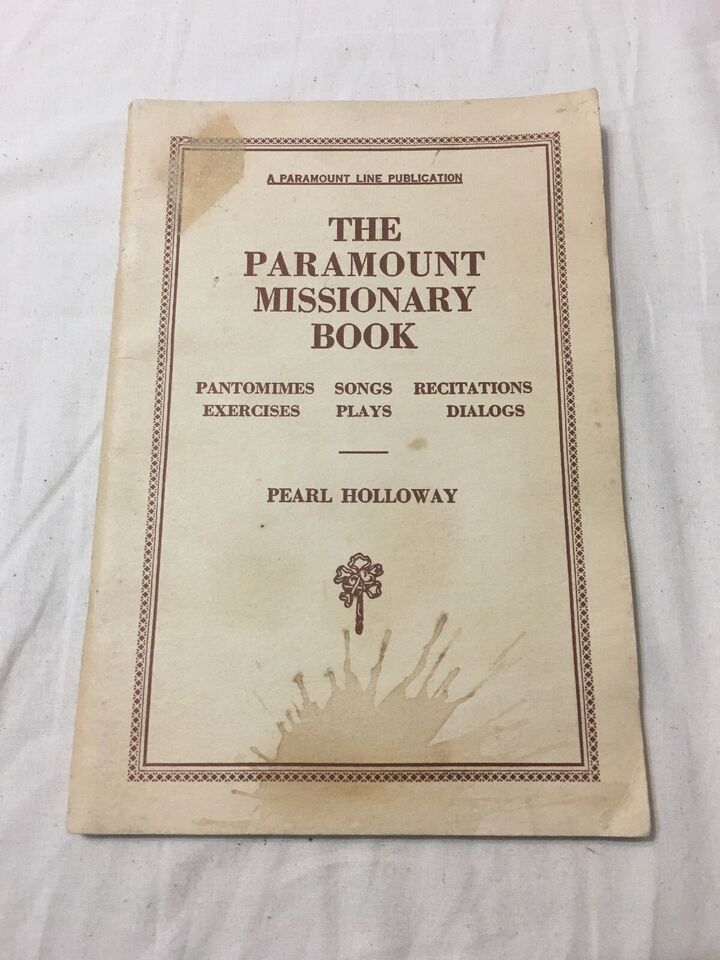 A PARAMOUNT LINE PUBLICATION
THE
PARAMOUNT
MISSIONARY
BOOK
PANTOMIMES SONGS RECITATIONS
EXERCISES PLAYS DIALOGS
PEARL HOLLOWAY